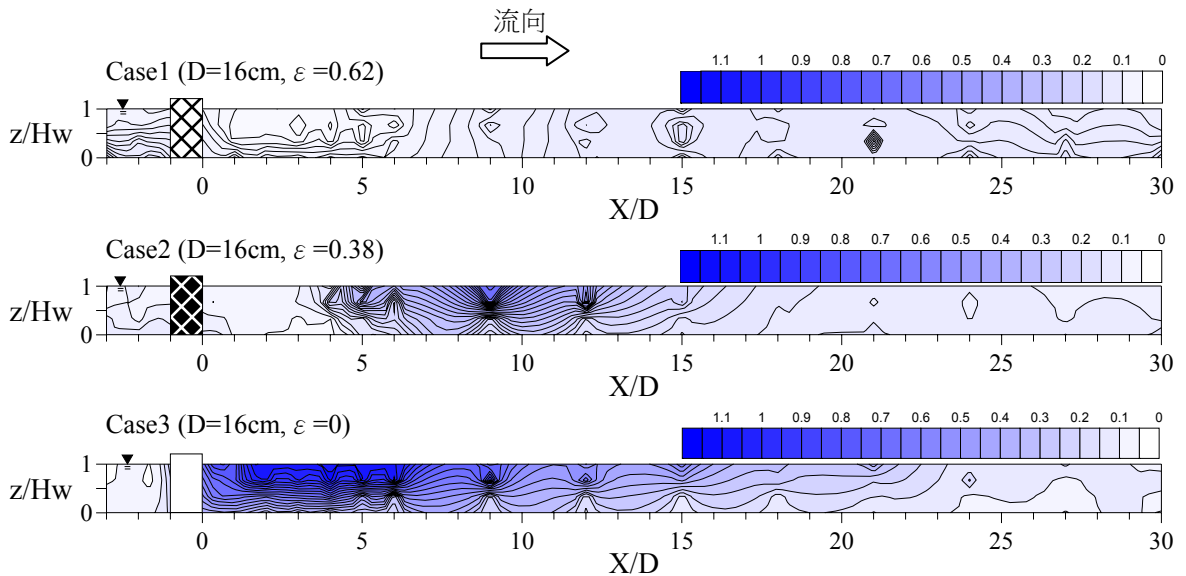 流向
Case1 (D=16cm, ε=0.62)
1.1 1 0.9 0.8 0.7 0.6 0.5 0.4 0.3 0.2 0.1 0
1
z/Hw
0
0 5 10 15 20 25 30
X/D
Case2 (D=16cm, ε=0.38)
1.1 1 0.9 0.8 0.7 0.6 0.5 0.4 0.3 0.2 0.1 0
1
z/Hw
0
0 5 10 15 20 25 30
X/D
Case3 (D=16cm, ε=0)
1.1 1 0.9 0.8 0.7 0.6 0.5 0.4 0.3 0.2 0.1 0
1
z/Hw
0
0 5 10 15 20 25 30
X/D